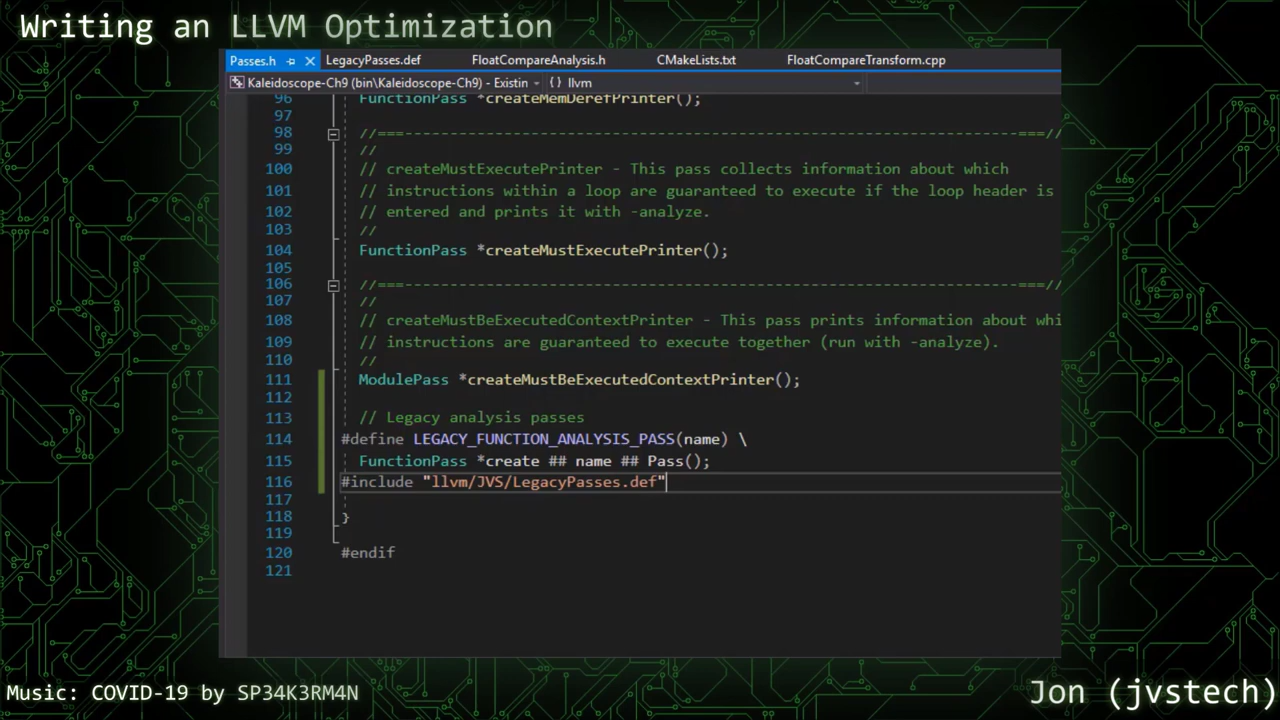 Writing an LLVM Optimization
Passes.h LegacyPasses.def FloatCompareAnalysis.h CMakeLists.txt FloatCompareTransform.cpp
Kaleidoscope-Ch9 (bin\Kaleidoscope-Ch9) - Existin {} llvm
96 FunctionPass *createMemDerefPrinter();
97
98 //===----------------------------------------------------------------------===//
99 //
100 // createMustExecutePrinter - This pass collects information about which
101 // instructions within a loop are guaranteed to execute if the loop header is
102 // entered and prints it with -analyze.
103 //
104 FunctionPass *createMustExecutePrinter();
105
106 //===----------------------------------------------------------------------===//
107 //
108 // createMustBeExecutedContextPrinter - This pass prints information about whi
109 // instructions are guaranteed to execute together (run with -analyze).
110 //
111 ModulePass *createMustBeExecutedContextPrinter();
112
113 // Legacy analysis passes
114 #define LEGACY_FUNCTION_ANALYSIS_PASS(name) \
115 FunctionPass *create ## name ## Pass();
116 #include "llvm/JVS/LegacyPasses.def"
117
118 }
119
120 #endif
121
Music: COVID-19 by SP34K3RM4N
Jon (jvstech)